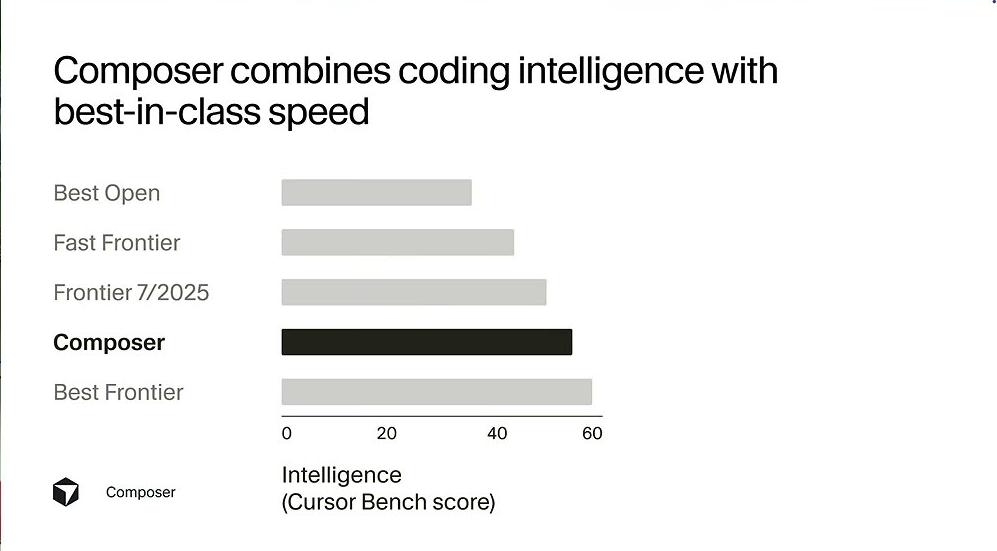 Composer combines coding intelligence with
best-in-class speed
Best Open
Fast Frontier
Frontier 7/2025
Composer
Best Frontier
0 20 40 60
Intelligence
(Cursor Bench score)
Composer